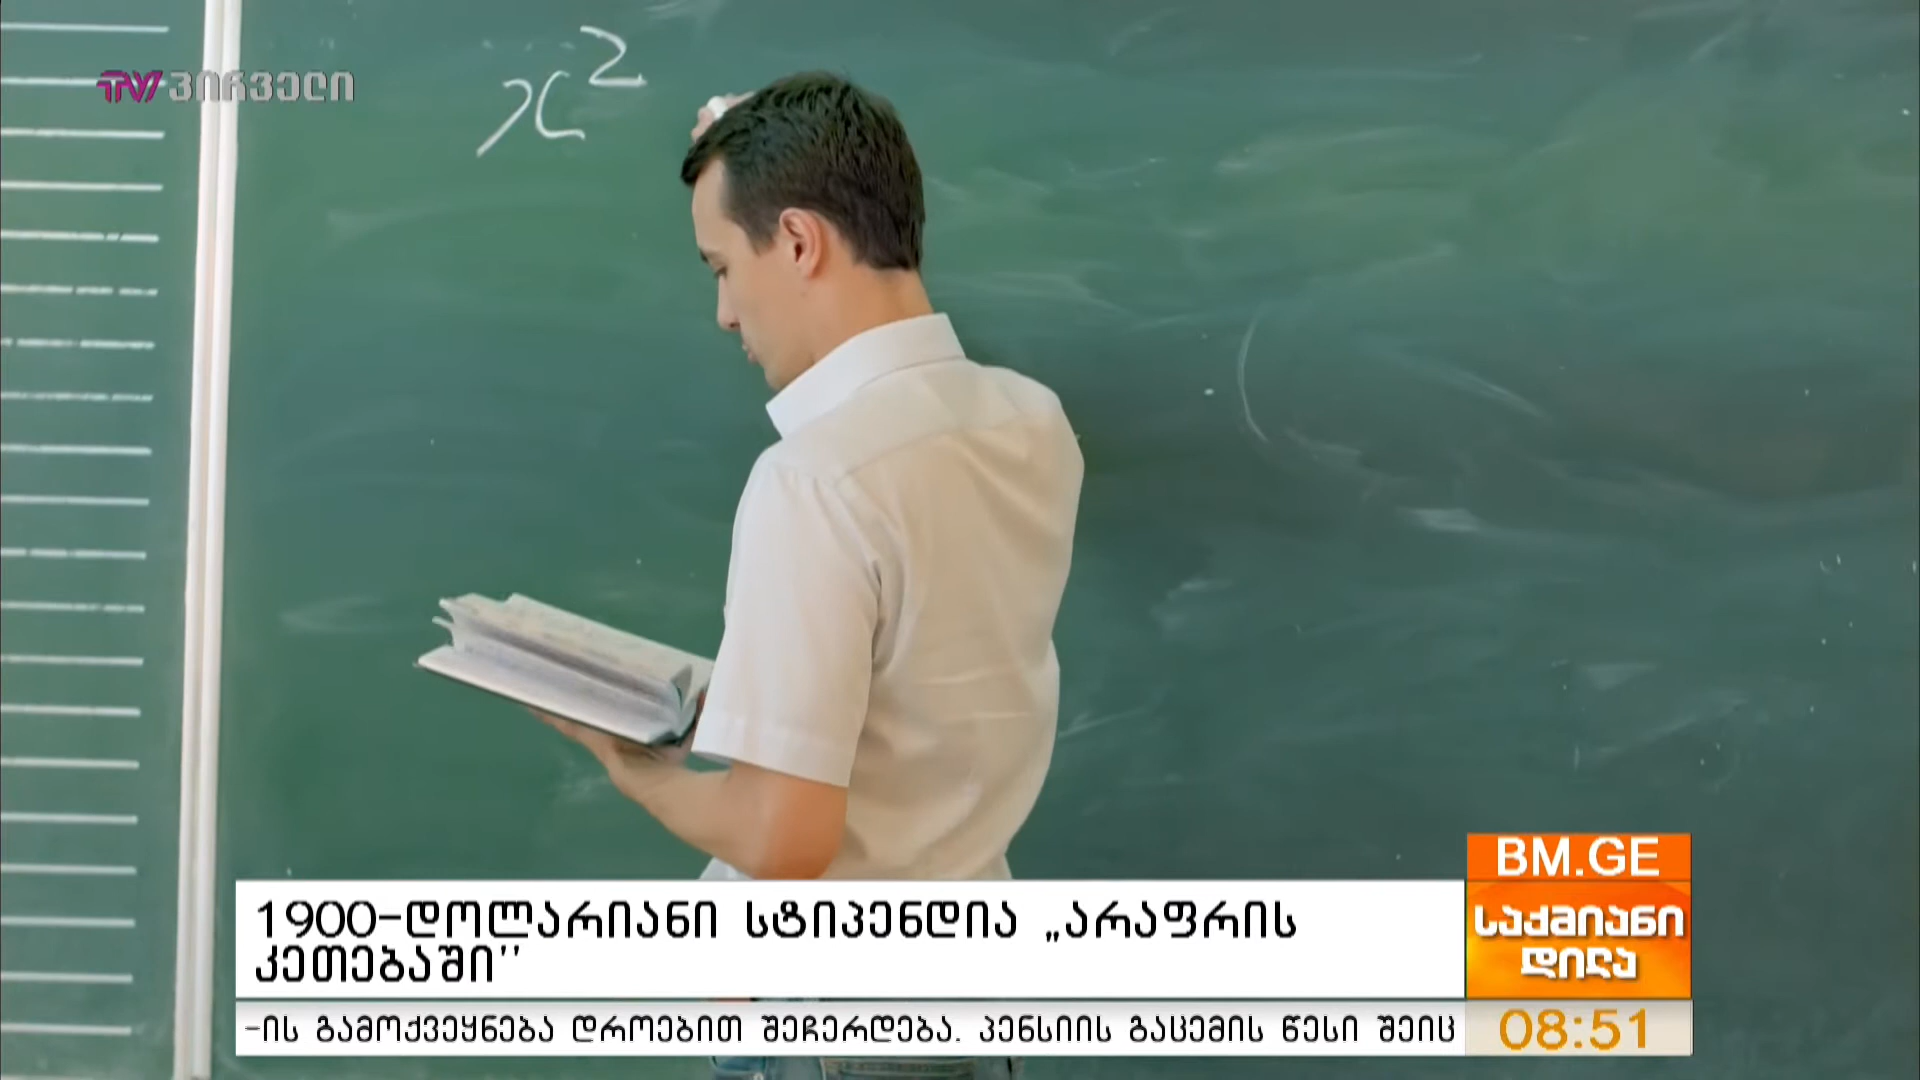 x²
TV პირველი
1900-დოლარიანი სტიპენდია „არაფრის
კეთებაში’’
BM.GE
საქმიანი
დილა
-ის გამოქვეყნება დროებით შეჩერდება. პენსიის გაცემის წესი შეიც
08:51